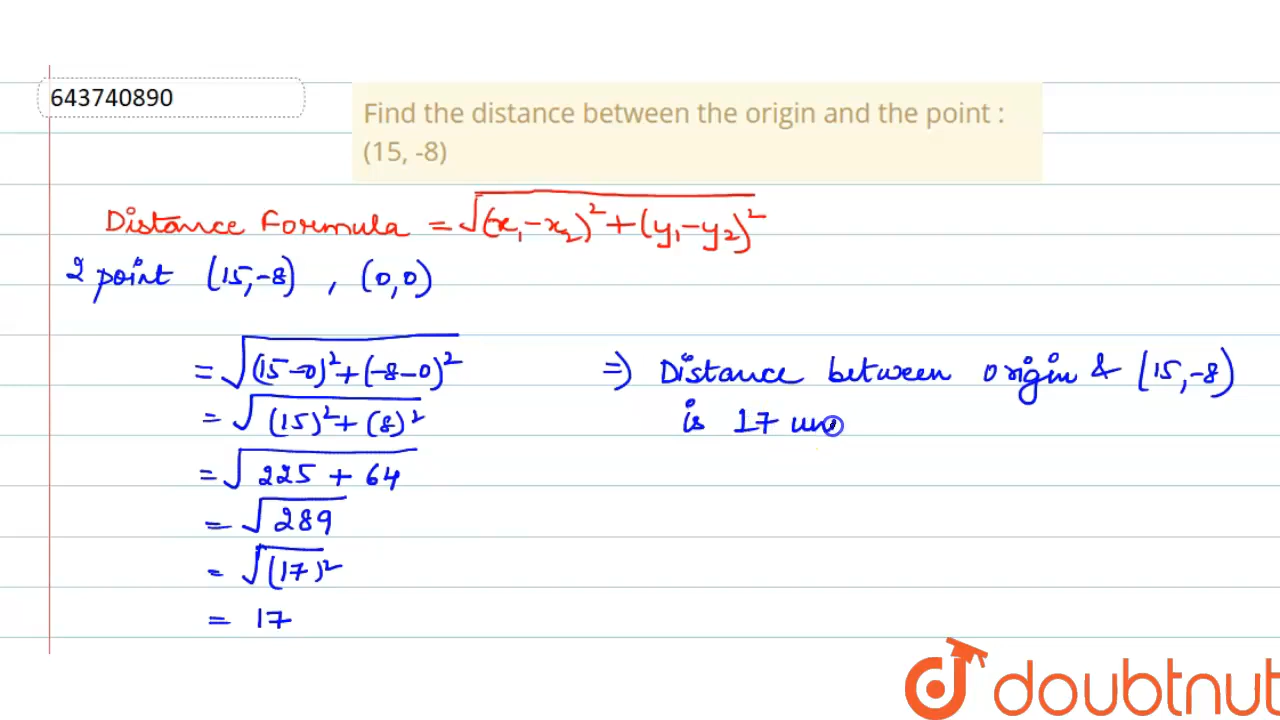 643740890
Find the distance between the origin and the point :
(15, -8)
Distance Formula = √(x₁-x₂)² + (y₁-y₂)²
2 point (15,-8) , (0,0)
= √(15-0)² + (-8-0)²
= √(15)² + (8)²
= √225 + 64
= √289
= √(17)²
= 17
⇒ Distance between origin & (15,-8)
is 17 un
doubtnut